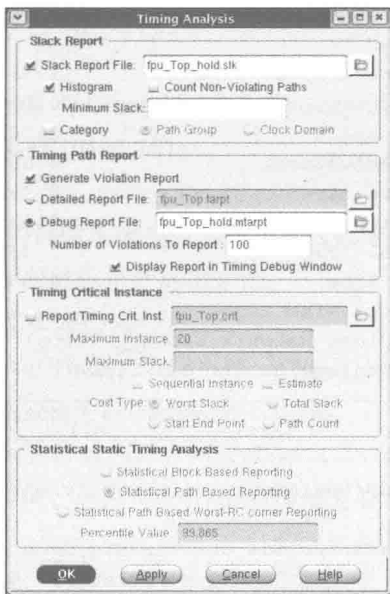 Timing Analysis
Slack Report
Slack Report File: fpu_Top_hold.slk
Histogram Count Non-Violating Paths
Minimum Slack:
Category Path Group Clock Domain
Timing Path Report
Generate Violation Report
Detailed Report File: fpu_Top.tarpt
Debug Report File: fpu_Top_hold.mtarpt
Number of Violations To Report: 100
Display Report in Timing Debug Window
Timing Critical Instance
Report Timing Crit. Inst fpu_Top.crit
Maximum Instance 20
Maximum Slack:
Sequential Instance Estimate
Cost Type: Worst Slack Total Slack
Start End Point Path Count
Statistical Static Timing Analysis
Statistical Block Based Reporting
Statistical Path Based Reporting
Statistical Path Based Worst-RC corner Reporting
Percentile Value 99.865
OK Apply Cancel Help